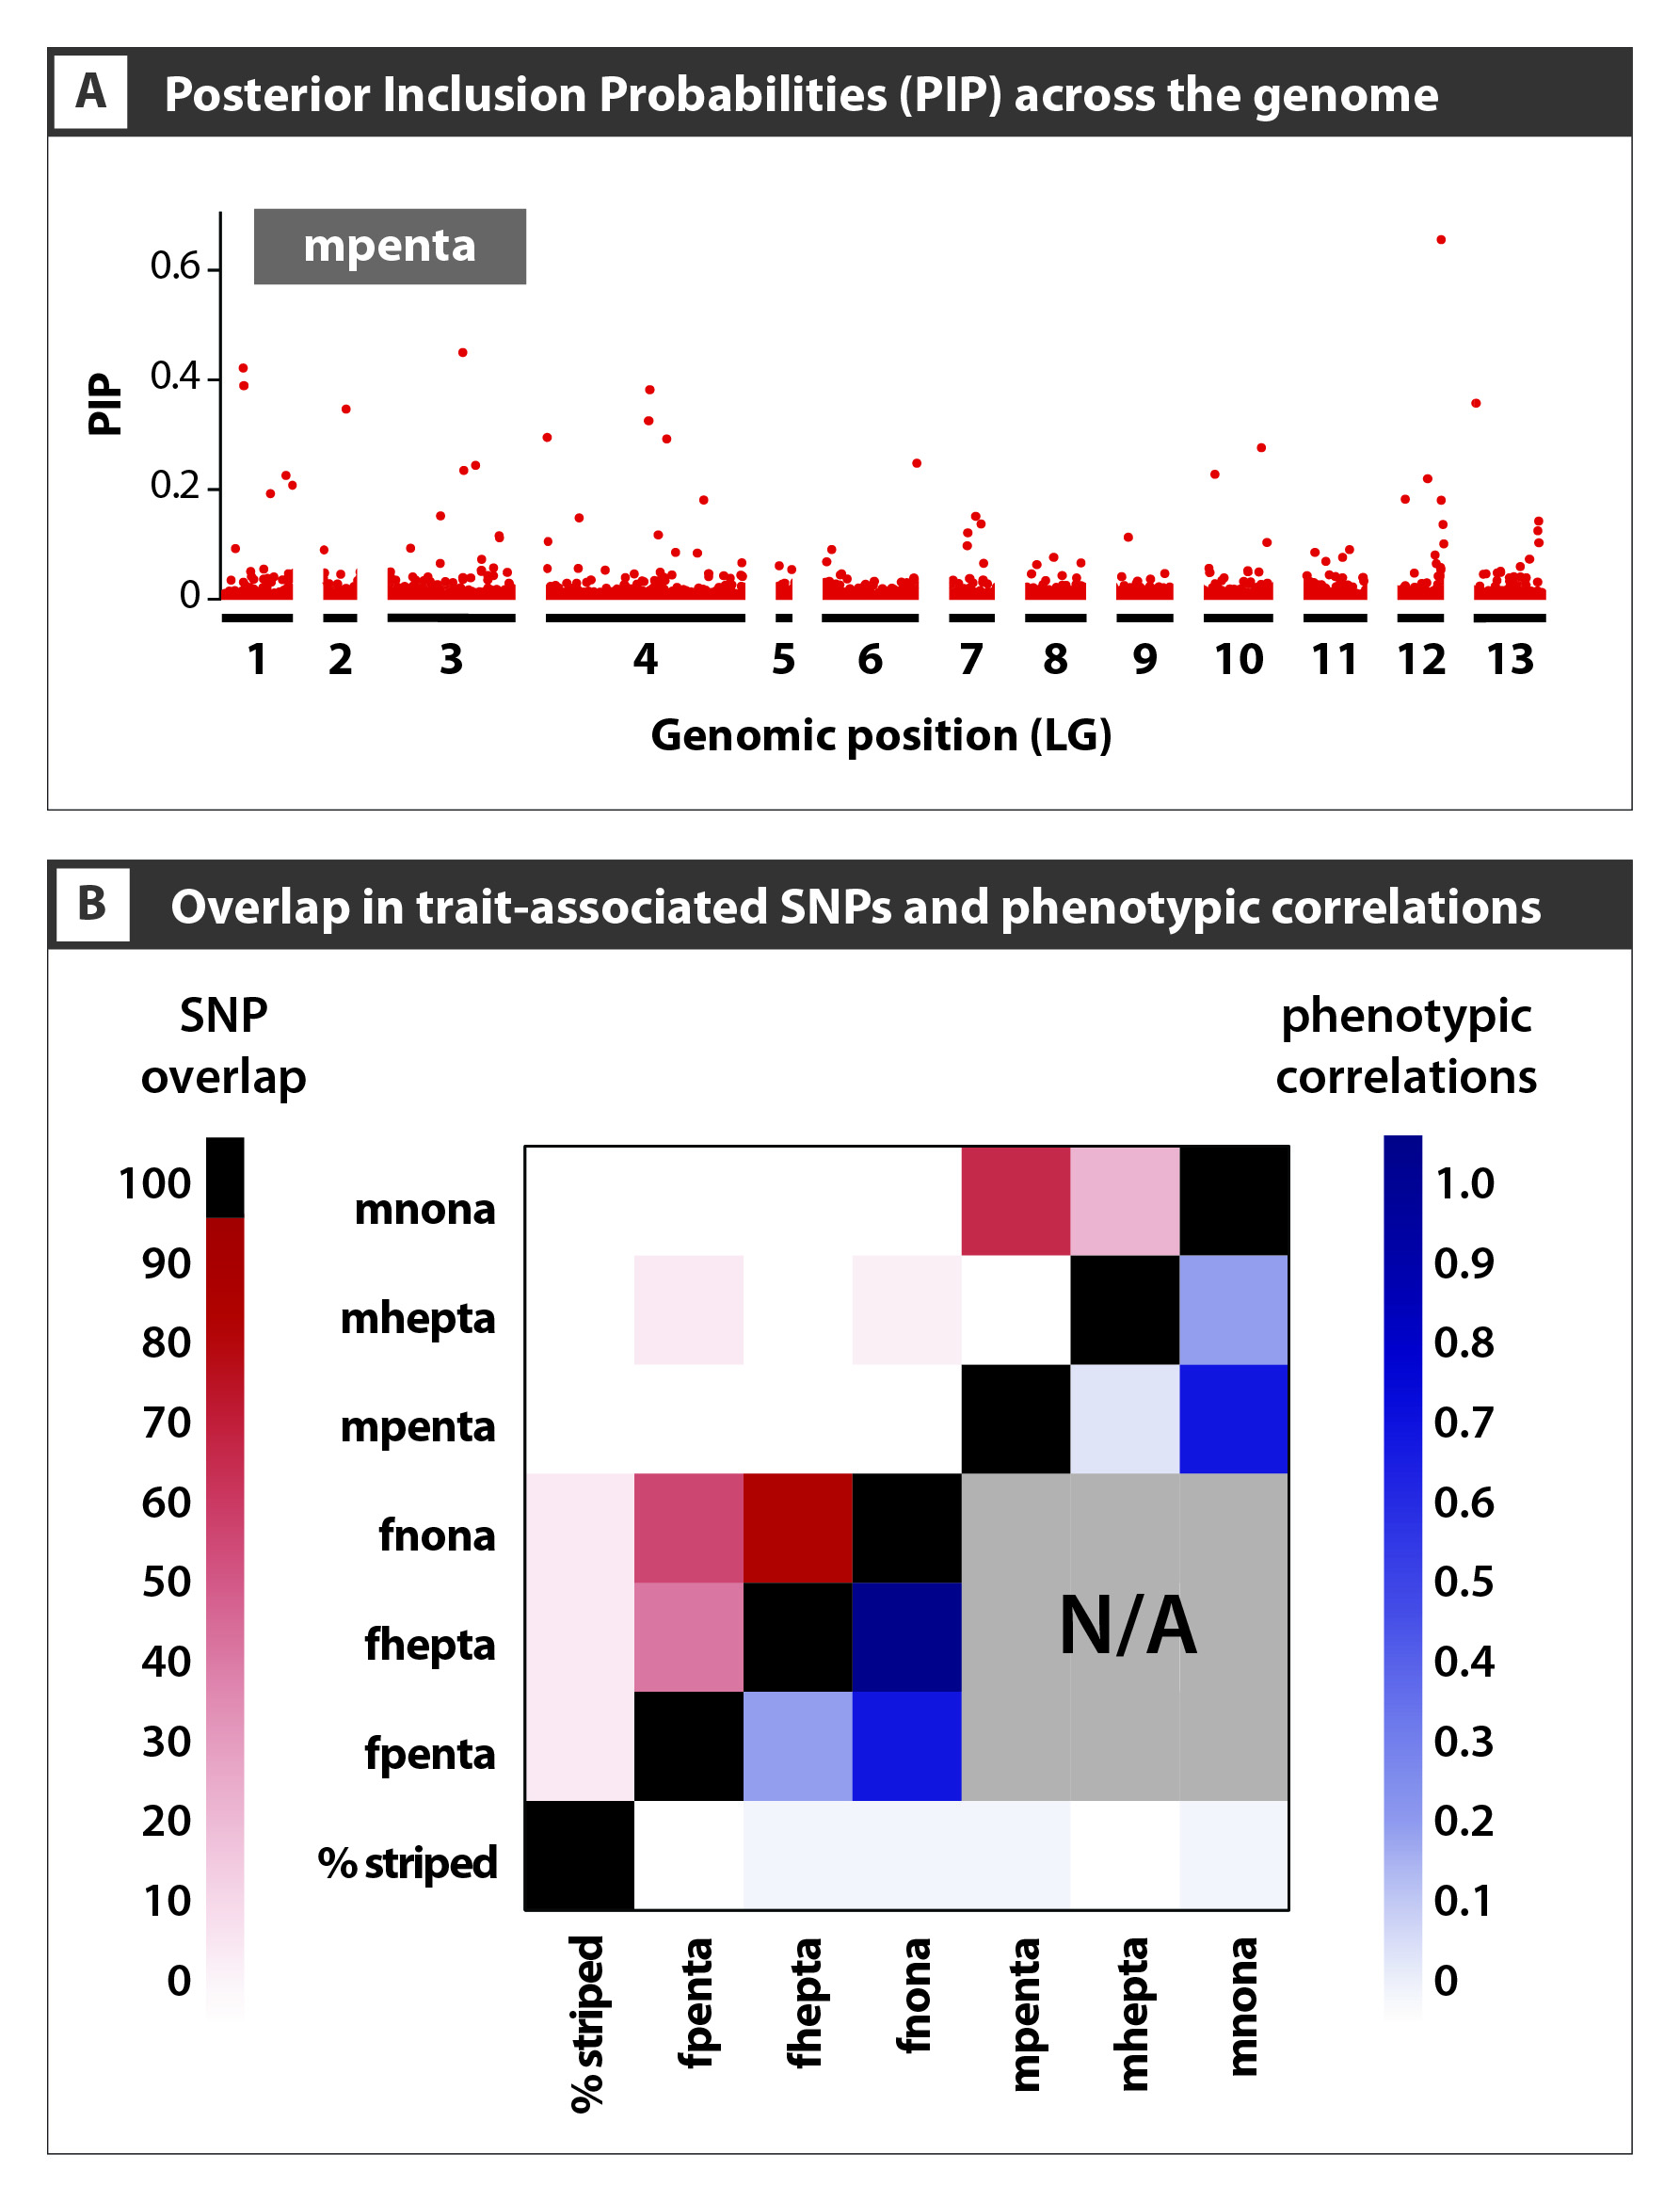 A Posterior Inclusion Probabilities (PIP) across the genome
mpenta
0.6
0.4
0.2
0
PIP
1 2 3 4 5 6 7 8 9 10 11 12 13
Genomic position (LG)
B Overlap in trait-associated SNPs and phenotypic correlations
SNP
overlap
100
90
80
70
60
50
40
30
20
10
0
mnona
mhepta
mpenta
fnona
fhepta
fpenta
% striped
N/A
% striped
fpenta
fhepta
fnona
mpenta
mhepta
mnona
phenotypic
correlations
1.0
0.9
0.8
0.7
0.6
0.5
0.4
0.3
0.2
0.1
0